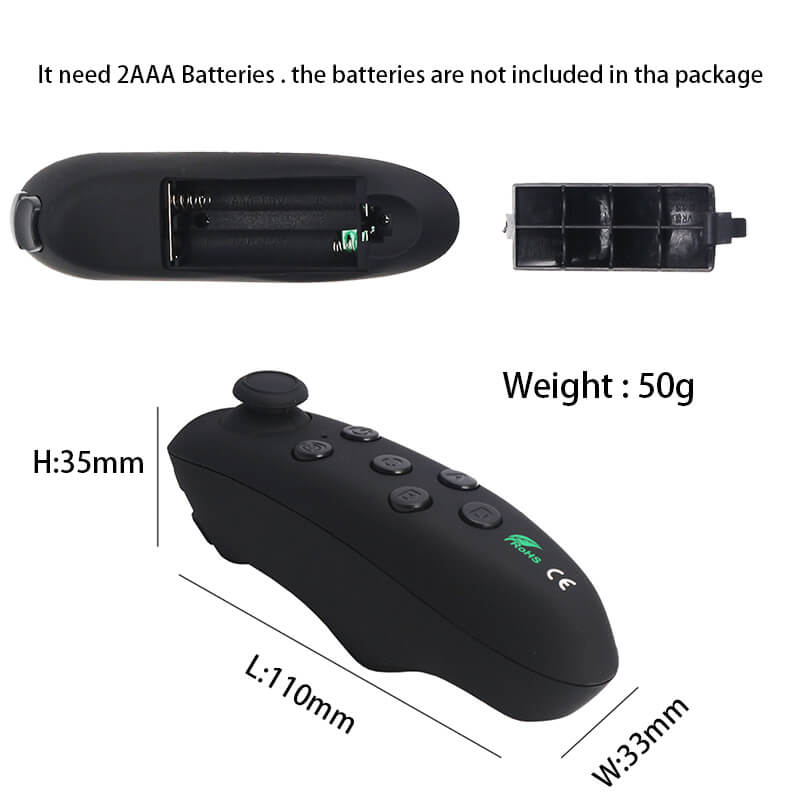 It need 2AAA Batteries . the batteries are not included in tha package
Weight : 50g
H:35mm
A
B
RoHS
CE
L:110mm
W:33mm